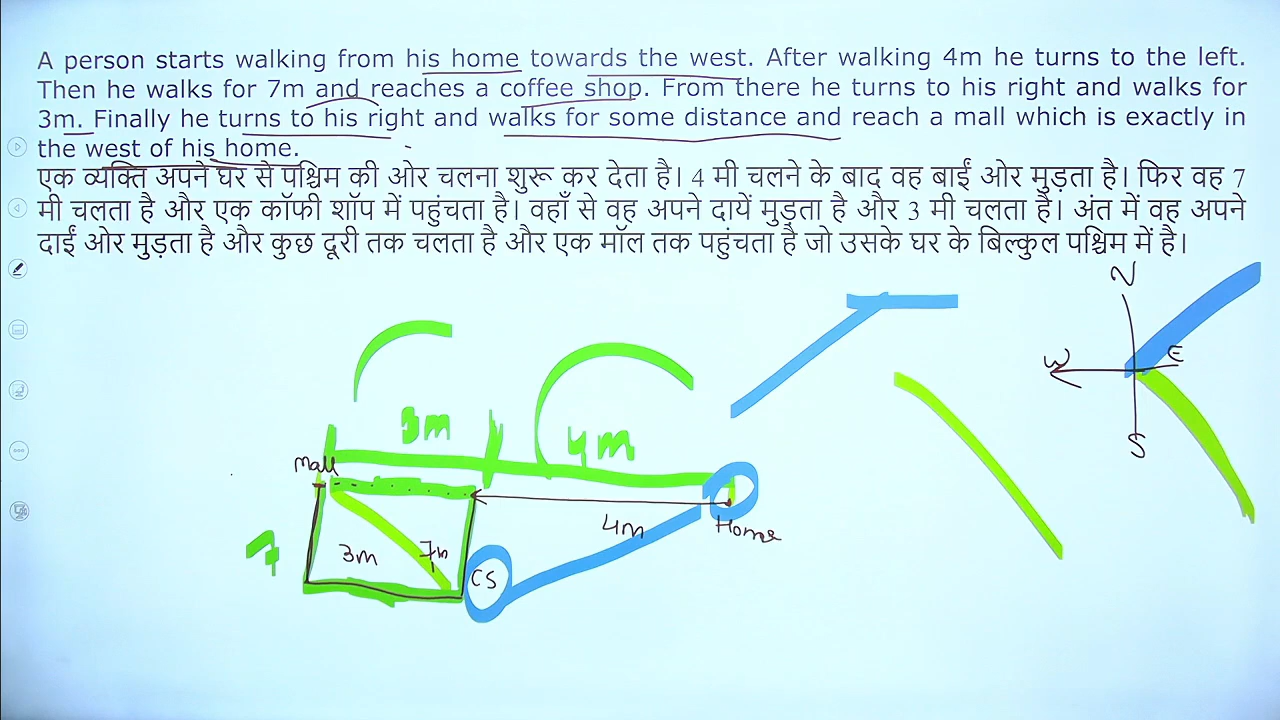 A person starts walking from his home towards the west. After walking 4m he turns to the left.
Then he walks for 7m and reaches a coffee shop. From there he turns to his right and walks for
3m. Finally he turns to his right and walks for some distance and reach a mall which is exactly in
the west of his home.
एक व्यक्ति अपने घर से पश्चिम की ओर चलना शुरू कर देता है। 4 मी चलने के बाद वह बाईं ओर मुड़ता है। फिर वह 7
मी चलता है और एक कॉफी शॉप में पहुंचता है। वहाँ से वह अपने दायें मुड़ता है और 3 मी चलता है। अंत में वह अपने
दाईं ओर मुड़ता है और कुछ दूरी तक चलता है और एक मॉल तक पहुंचता है जो उसके घर के बिल्कुल पश्चिम में है।
N
W E
S
3m 4m
Mall
4m Home
7
3m 7m
CS